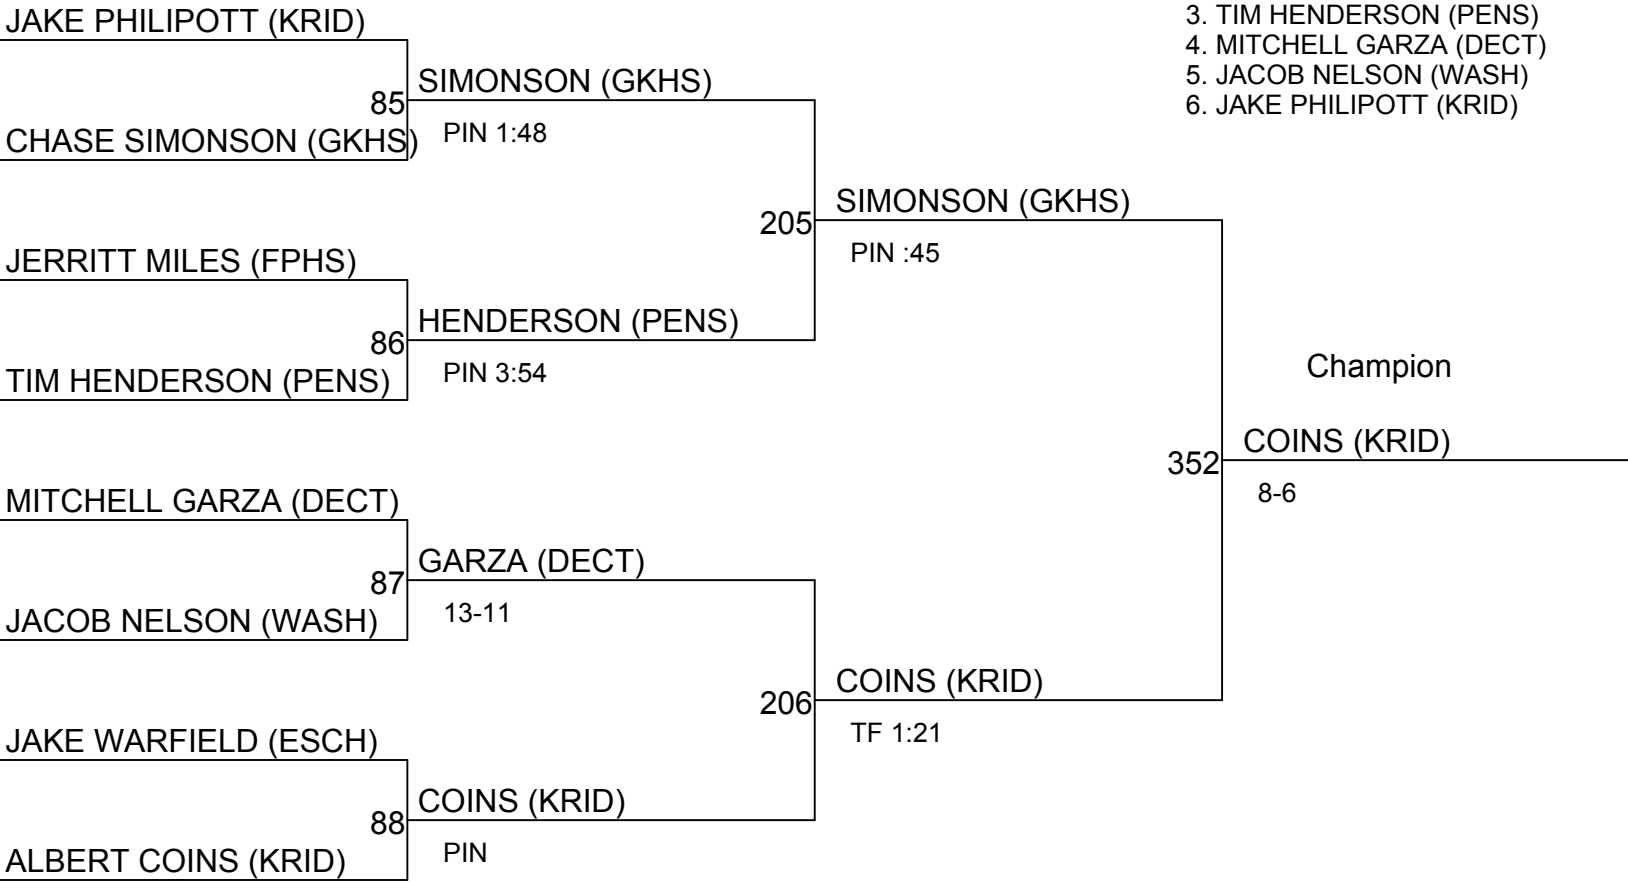 JAKE PHILIPOTT (KRID)
85
CHASE SIMONSON (GKHS)
SIMONSON (GKHS)
PIN 1:48
JERRITT MILES (FPHS)
86
TIM HENDERSON (PENS)
HENDERSON (PENS)
PIN 3:54
205
SIMONSON (GKHS)
PIN :45
MITCHELL GARZA (DECT)
87
JACOB NELSON (WASH)
GARZA (DECT)
13-11
JAKE WARFIELD (ESCH)
88
ALBERT COINS (KRID)
COINS (KRID)
PIN
206
COINS (KRID)
TF 1:21
352
Champion
COINS (KRID)
8-6
3. TIM HENDERSON (PENS)
4. MITCHELL GARZA (DECT)
5. JACOB NELSON (WASH)
6. JAKE PHILIPOTT (KRID)